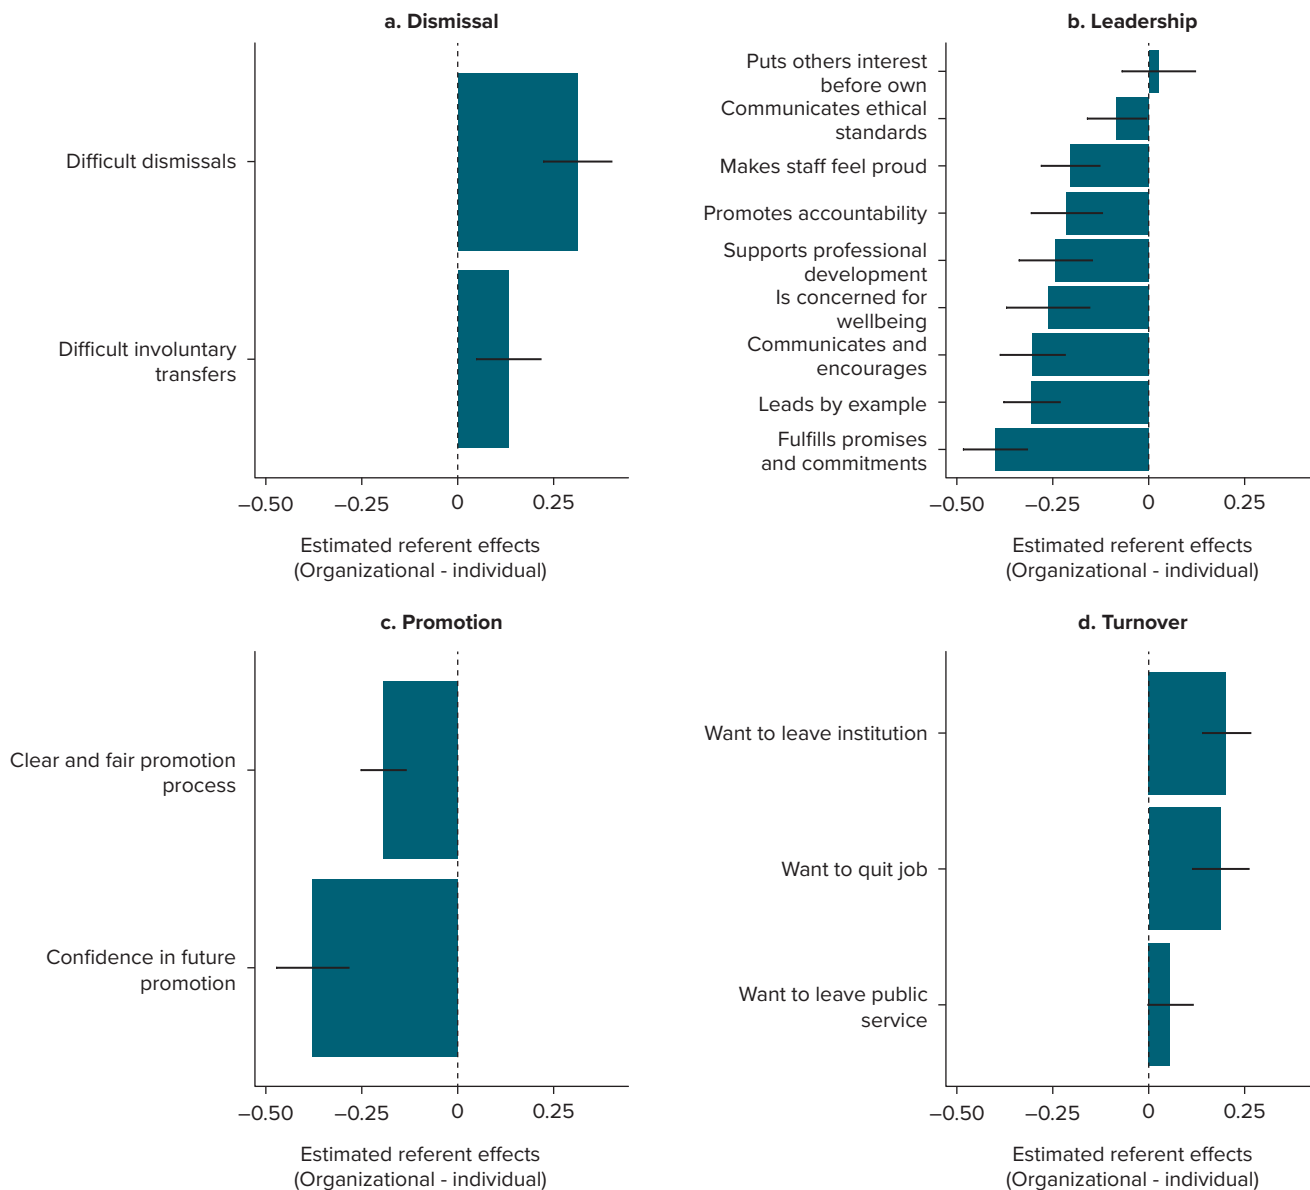 a. Dismissal
Difficult dismissals
Difficult involuntary
transfers
−0.50
−0.25
0
0.25
Estimated referent effects
(Organizational - individual)
b. Leadership
Puts others interest
before own
Communicates ethical
standards
Makes staff feel proud
Promotes accountability
Supports professional
development
Is concerned for
wellbeing
Communicates and
encourages
Leads by example
Fulfills promises
and commitments
−0.50
−0.25
0
0.25
Estimated referent effects
(Organizational - individual)
c. Promotion
Clear and fair promotion
process
Confidence in future
promotion
−0.50
−0.25
0
0.25
Estimated referent effects
(Organizational - individual)
d. Turnover
Want to leave institution
Want to quit job
Want to leave public
service
−0.50
−0.25
0
0.25
Estimated referent effects
(Organizational - individual)